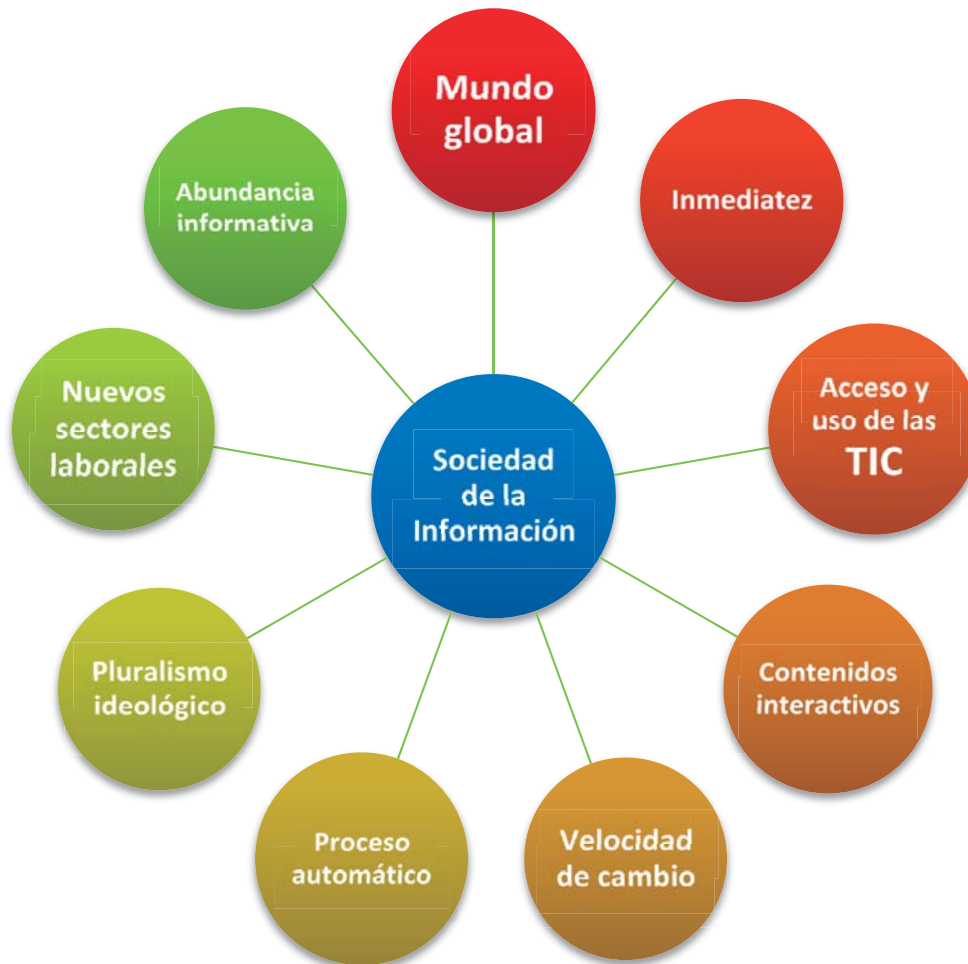 Mundo
global
Inmediatez
Acceso y
uso de las
TIC
Contenidos
interactivos
Velocidad
de cambio
Proceso
automático
Pluralismo
ideológico
Nuevos
sectores
laborales
Abundancia
informativa
Sociedad
de la
Información